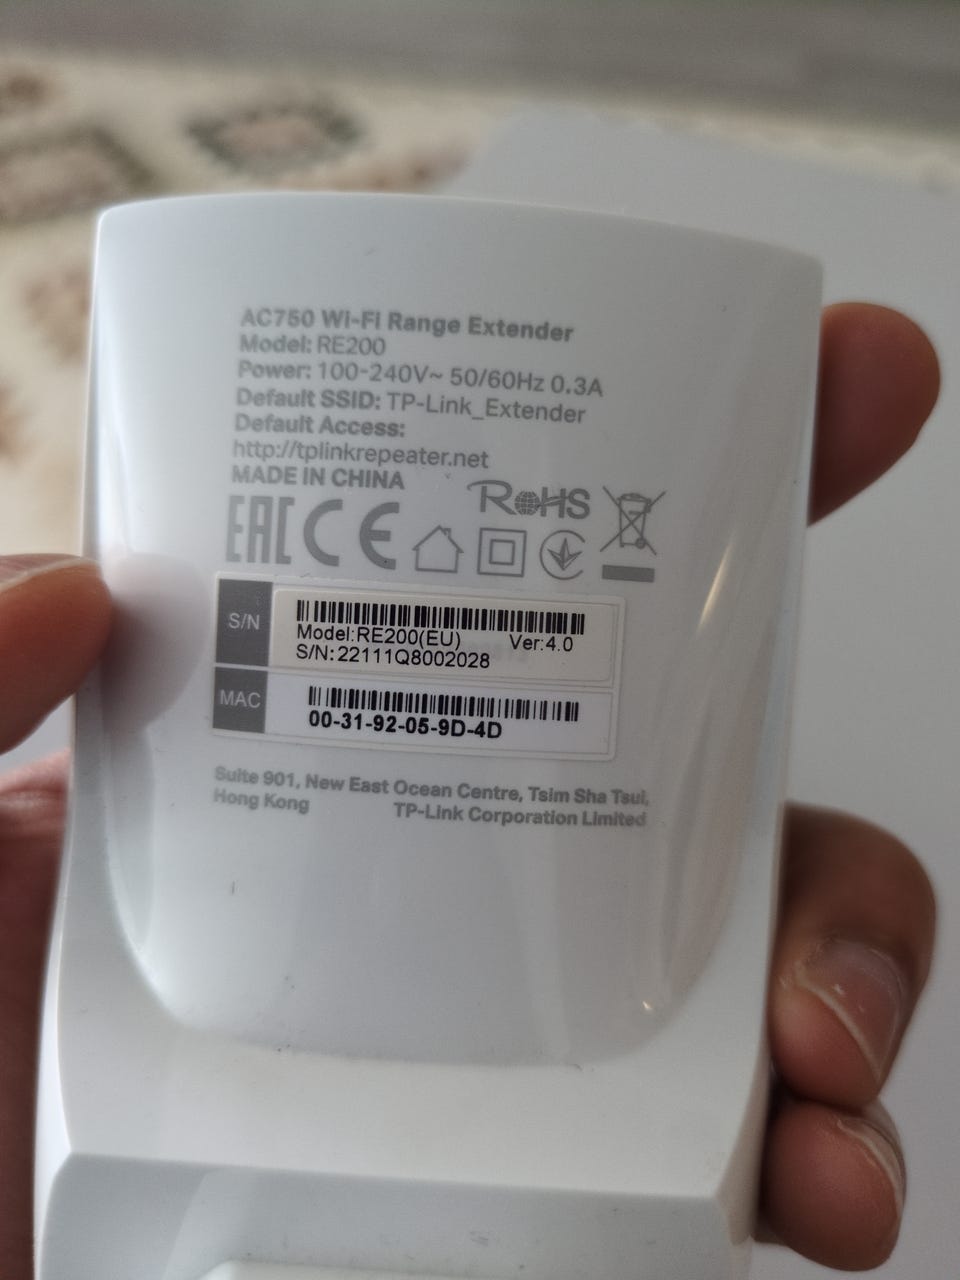 AC750 Wi-Fi Range Extender
Model: RE200
Power: 100-240V~ 50/60Hz 0.3A
Default SSID: TP-Link_Extender
Default Access:
http://tplinkrepeater.net
MADE IN CHINA
RoHS
EAC CE
S/N
Model:RE200(EU) Ver:4.0
S/N:22111Q8002028
MAC
00-31-92-05-9D-4D
Suite 901, New East Ocean Centre, Tsim Sha Tsui,
Hong Kong TP-Link Corporation Limited